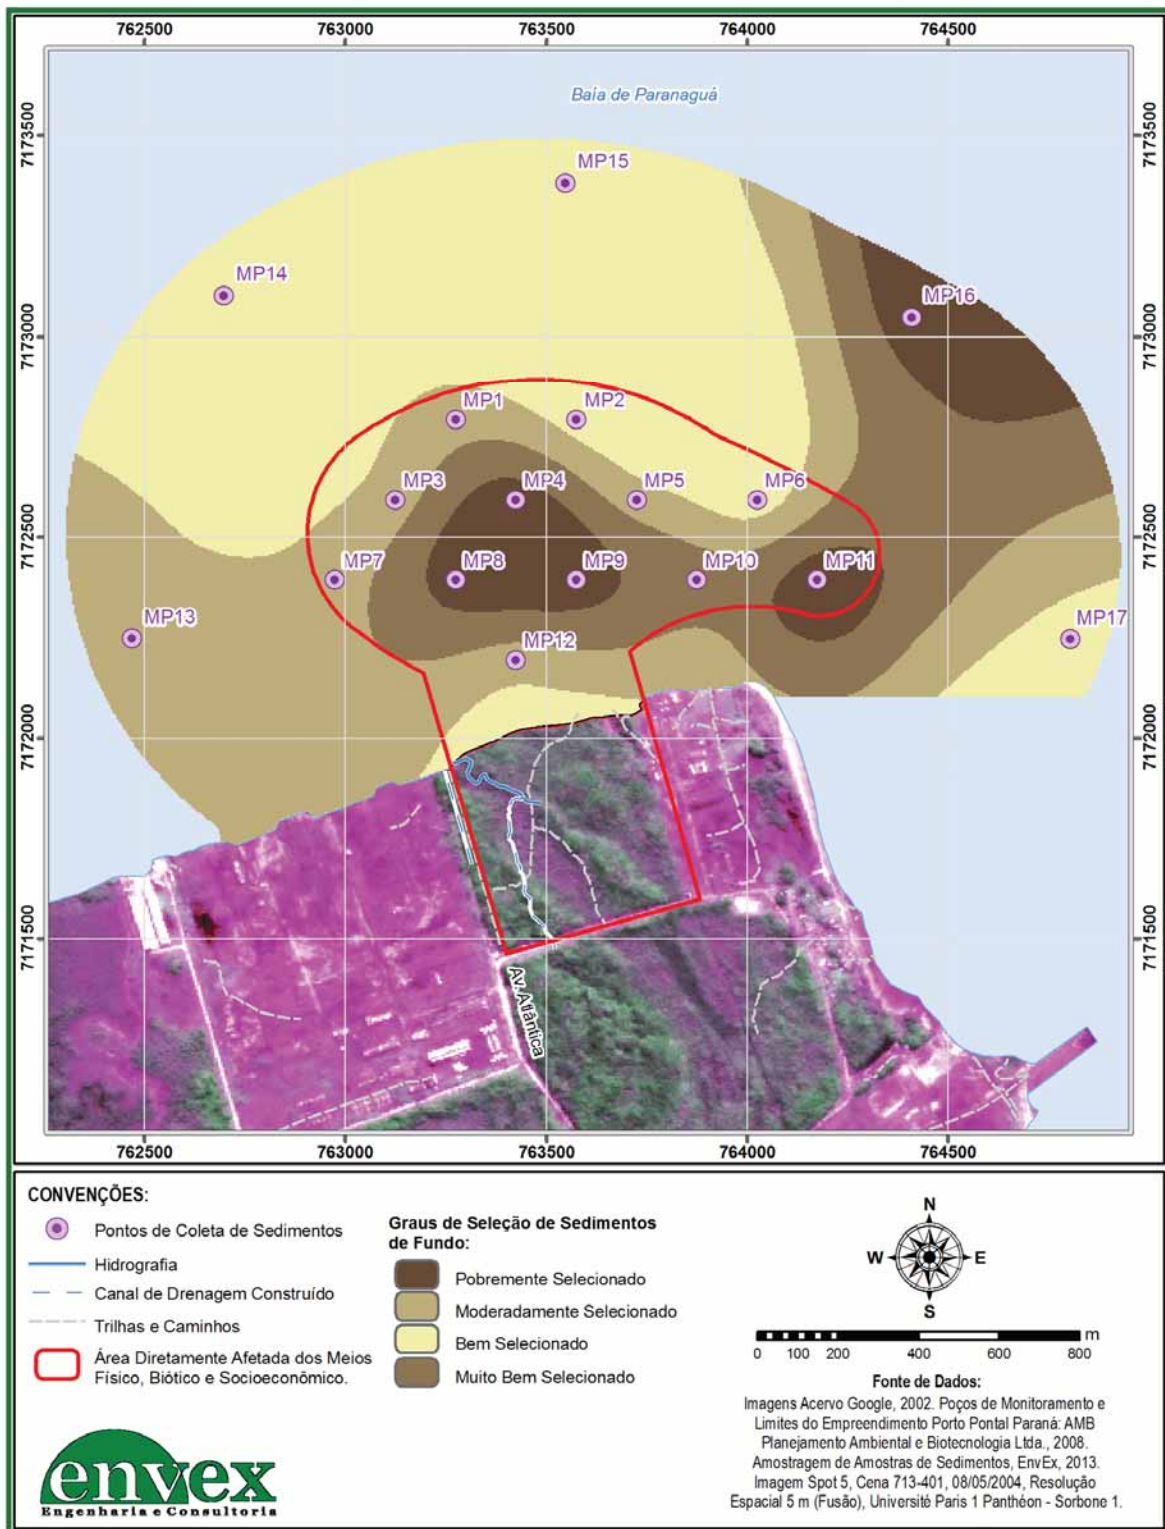 762500 763000 763500 764000 764500
Baía de Paranaguá
7173500 7173500
MP15
MP14
MP16
7173000 7173000
MP1 MP2
MP3 MP4 MP5 MP6
7172500 7172500
MP7 MP8 MP9 MP10 MP11
MP13 MP17
MP12
7172000 7172000
7171500 7171500
Av. Atlântica
762500 763000 763500 764000 764500
CONVENÇÕES:
Pontos de Coleta de Sedimentos
Hidrografia
Canal de Drenagem Construído
Trilhas e Caminhos
Área Diretamente Afetada dos Meios
Físico, Biótico e Socioeconômico.
Graus de Seleção de Sedimentos
de Fundo:
Pobremente Selecionado
Moderadamente Selecionado
Bem Selecionado
Muito Bem Selecionado
N
W E
S
m
0 100 200 400 600 800
Fonte de Dados:
Imagens Acervo Google, 2002. Poços de Monitoramento e
Limites do Empreendimento Porto Pontal Paraná: AMB
Planejamento Ambiental e Biotecnologia Ltda., 2008.
Amostragem de Amostras de Sedimentos, EnvEx, 2013.
Imagem Spot 5, Cena 713-401, 08/05/2004, Resolução
Espacial 5 m (Fusão), Université Paris 1 Panthéon - Sorbone 1.
envex
Engenharia e Consultoria